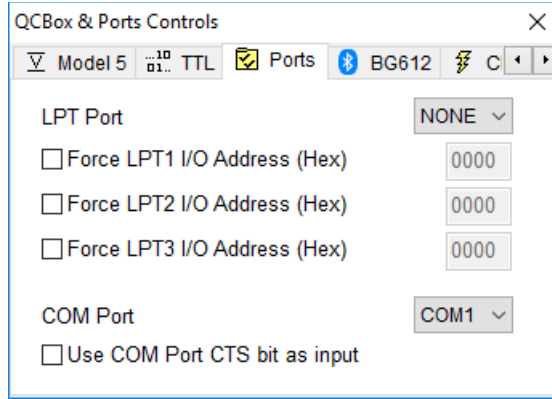 QCBox & Ports Controls
Model 5 TTL Ports BG612 C
LPT Port NONE
Force LPT1 I/O Address (Hex) 0000
Force LPT2 I/O Address (Hex) 0000
Force LPT3 I/O Address (Hex) 0000
COM Port COM1
Use COM Port CTS bit as input